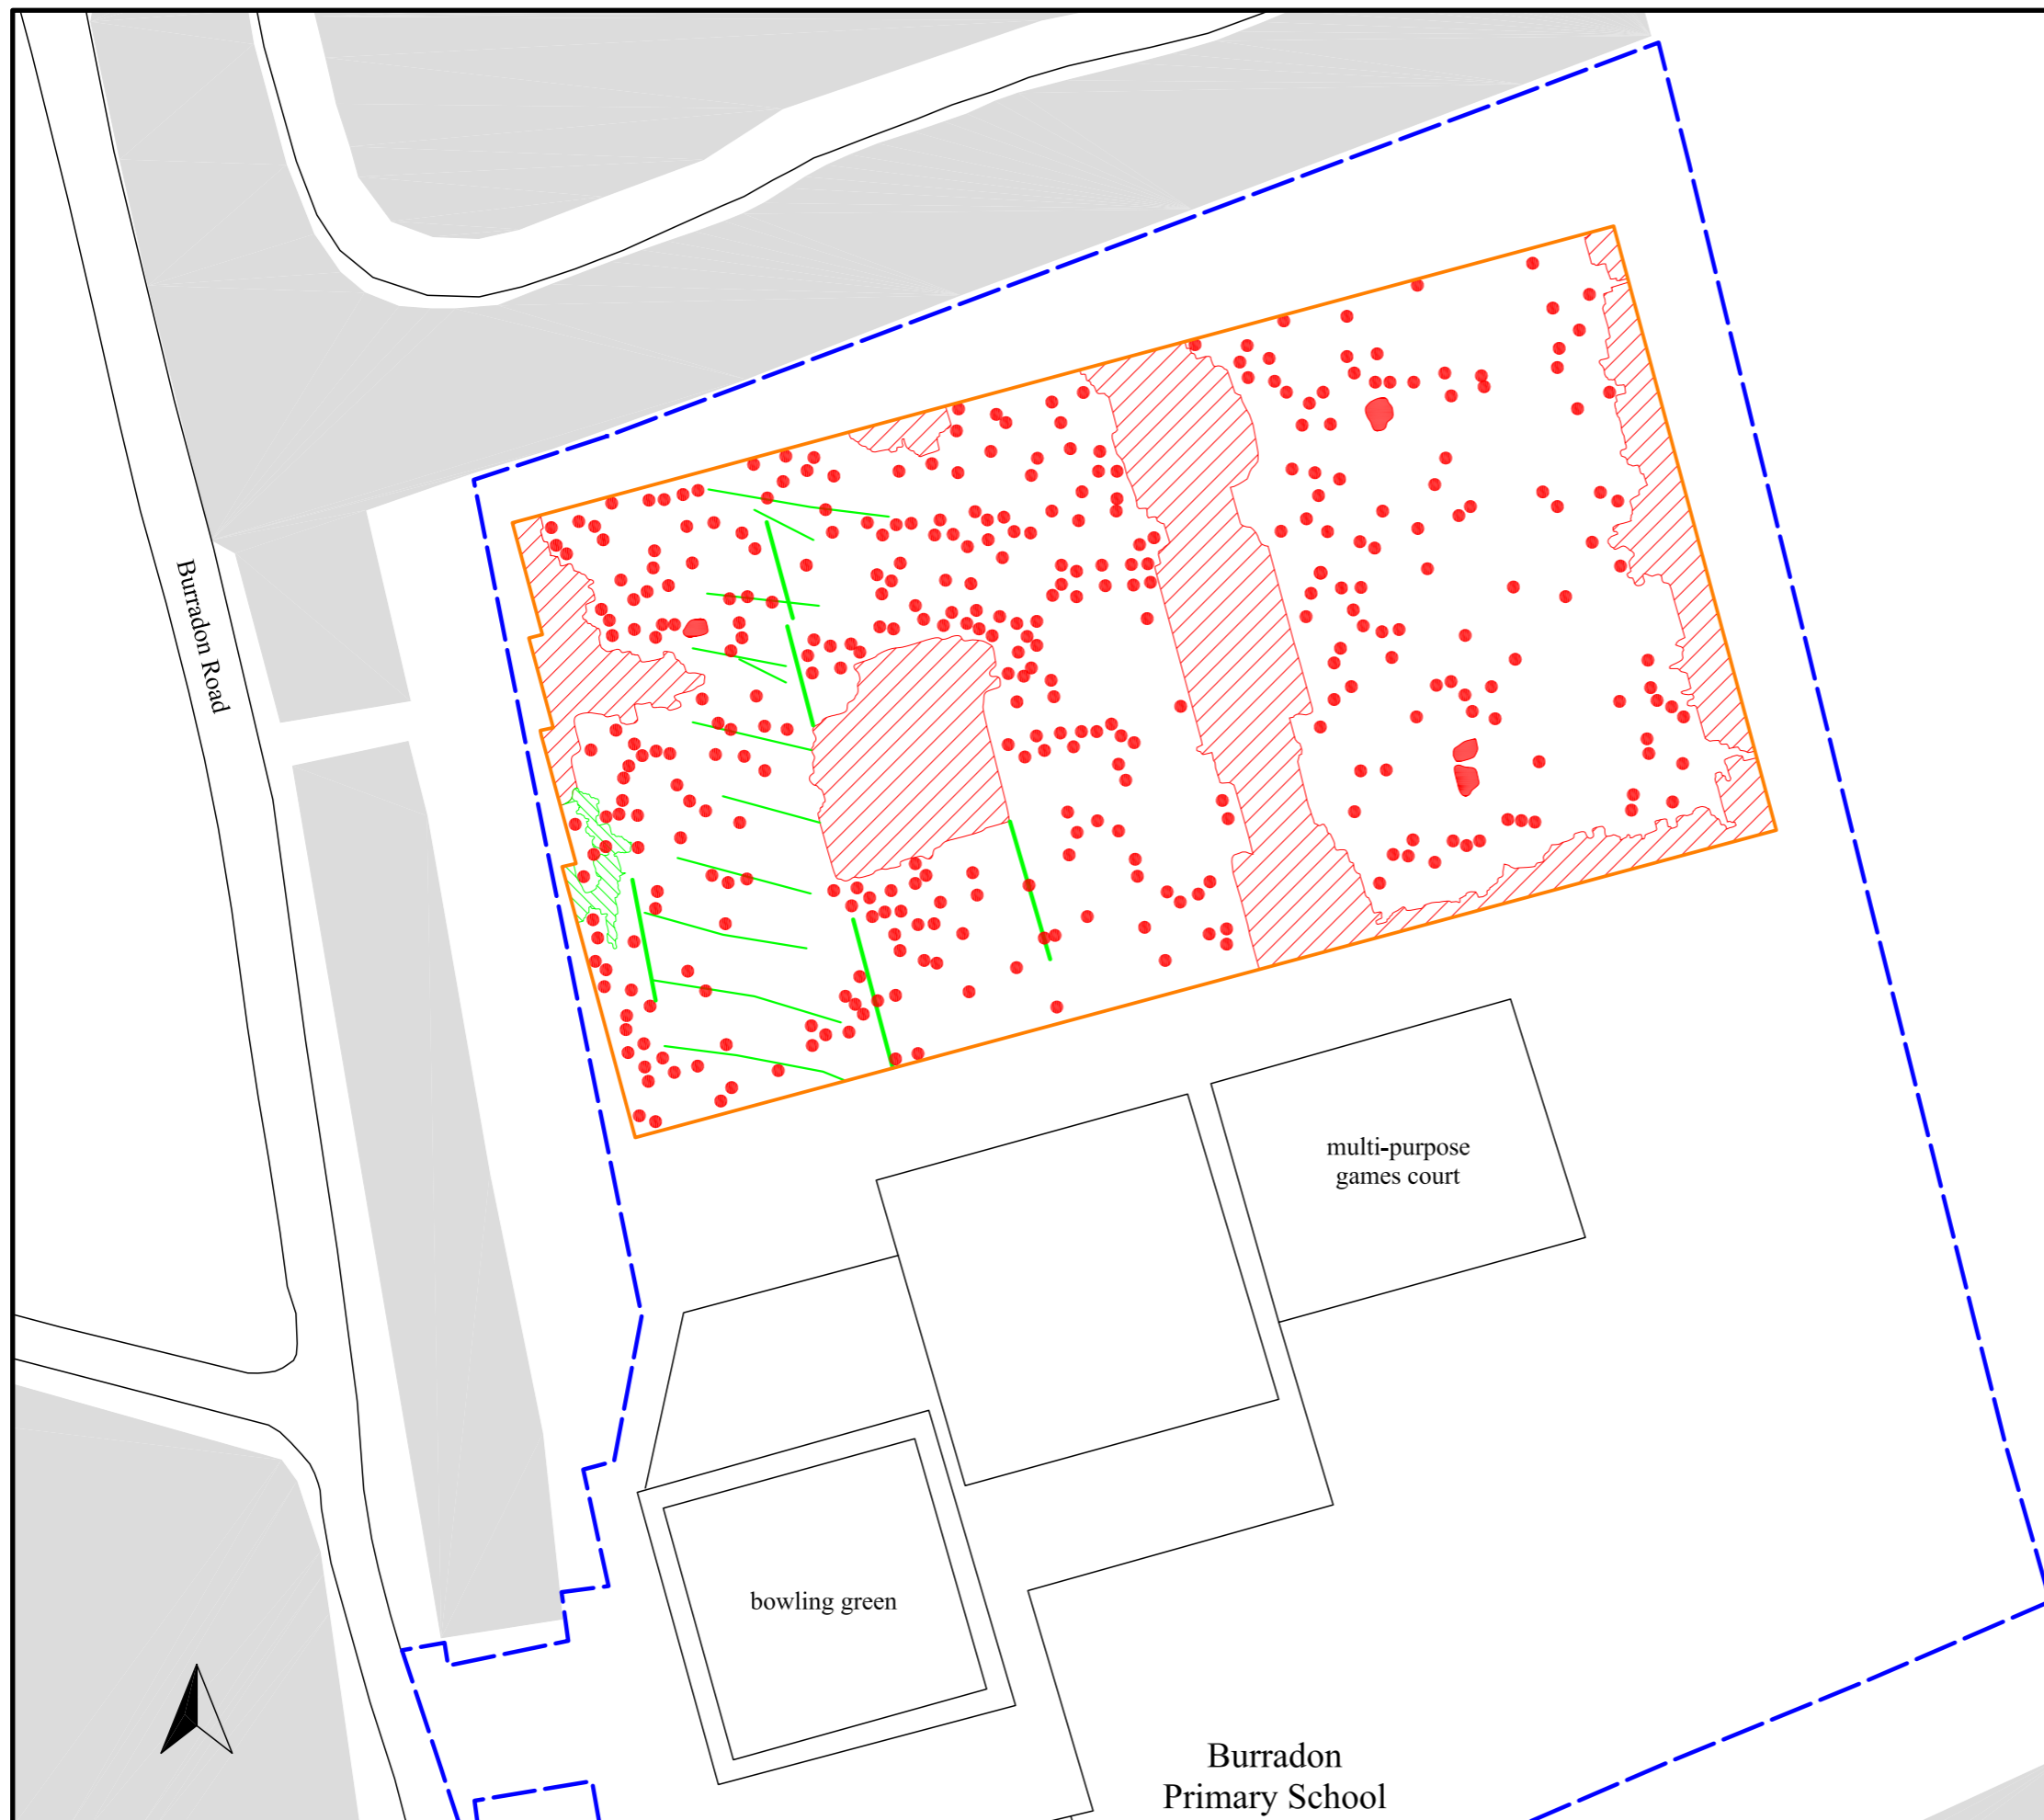 Burradon Road
multi-purpose
games court
bowling green
Burradon
Primary School